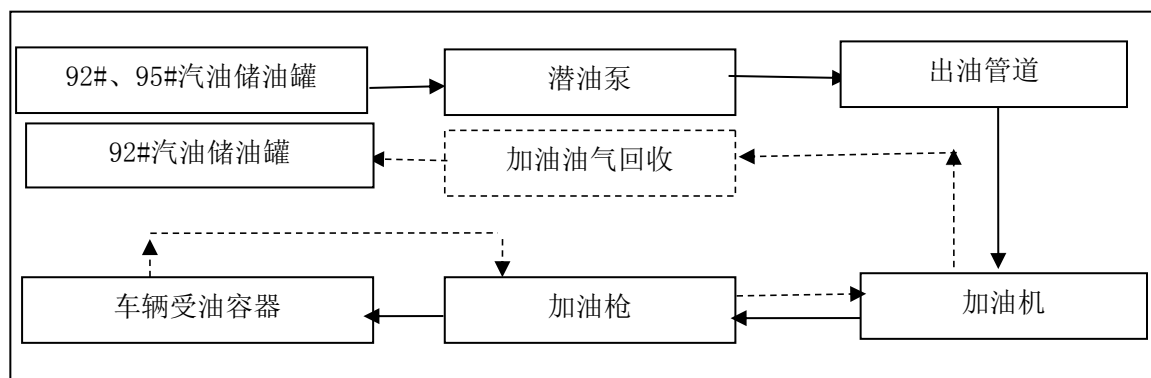 92#、95#汽油储油罐
潜油泵
出油管道
92#汽油储油罐
加油油气回收
车辆受油容器
加油枪
加油机